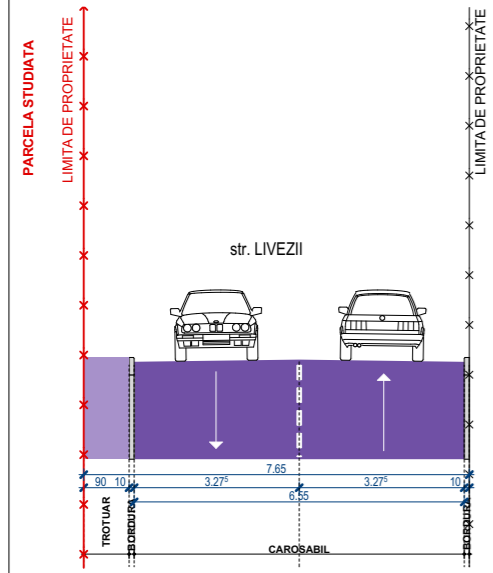 PARCELA STUDIATA
LIMITA DE PROPRIETATE
LIMITA DE PROPRIETATE
str. LIVEZII
7.65
90 10 3.27⁵ 3.27⁵ 10
6.55
TROTUAR
BORDURA
CAROSABIL
BORDURA